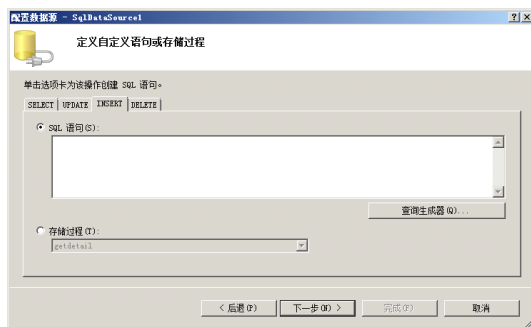 配置数据源 - SqlDataSource1
定义自定义语句或存储过程
单击选项卡为该操作创建 SQL 语句。
SELECT UPDATE INSERT DELETE
SQL 语句(S):
查询生成器(Q)...
存储过程(T):
getdetail
< 后退(P) 下一步(N) > 完成(F) 取消